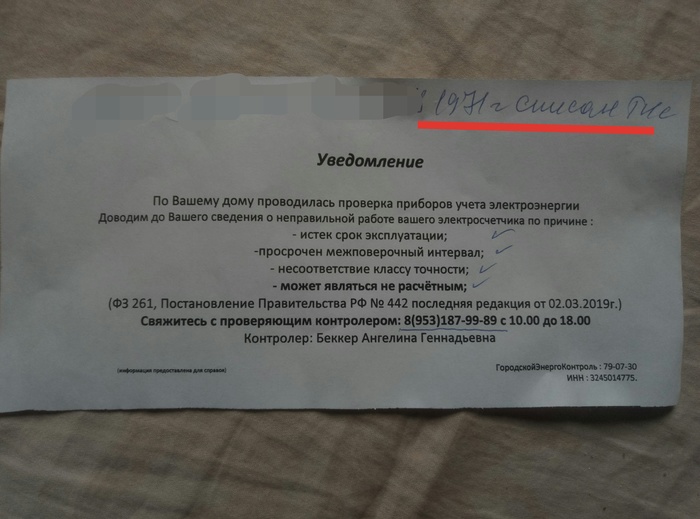 1971 г списан
Уведомление
По Вашему дому проводилась проверка приборов учета электроэнергии
Доводим до Вашего сведения о неправильной работе вашего электросчетчика по причине :
- истек срок эксплуатации;
-просрочен межповерочный интервал;
- несоответствие классу точности;
- может являться не расчётным;
(ФЗ 261, Постановление Правительства РФ № 442 последняя редакция от 02.03.2019г.)
Свяжитесь с проверяющим контролером: 8(953)187-99-89 с 10.00 до 18.00
Контролер: Беккер Ангелина Геннадьевна
(информация предоставлена для справок)
ГородскойЭнергоКонтроль : 79-07-30
ИНН : 3245014775.